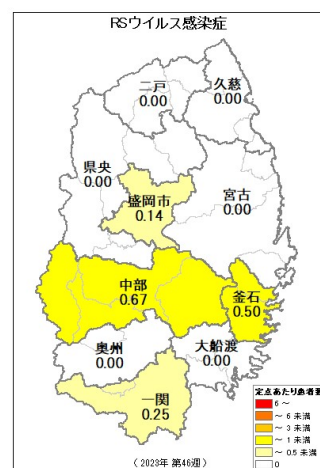 RSウイルス感染症
二戸
0.00
久慈
0.00
県央
0.00
盛岡市
0.14
宮古
0.00
中部
0.67
釜石
0.50
奥州
0.00
大船渡
0.00
一関
0.25
定点あたり患者数
6 ~
~ 6 未満
~ 3 未満
~ 1 未満
~ 0.5 未満
0
(2023年 第46週)